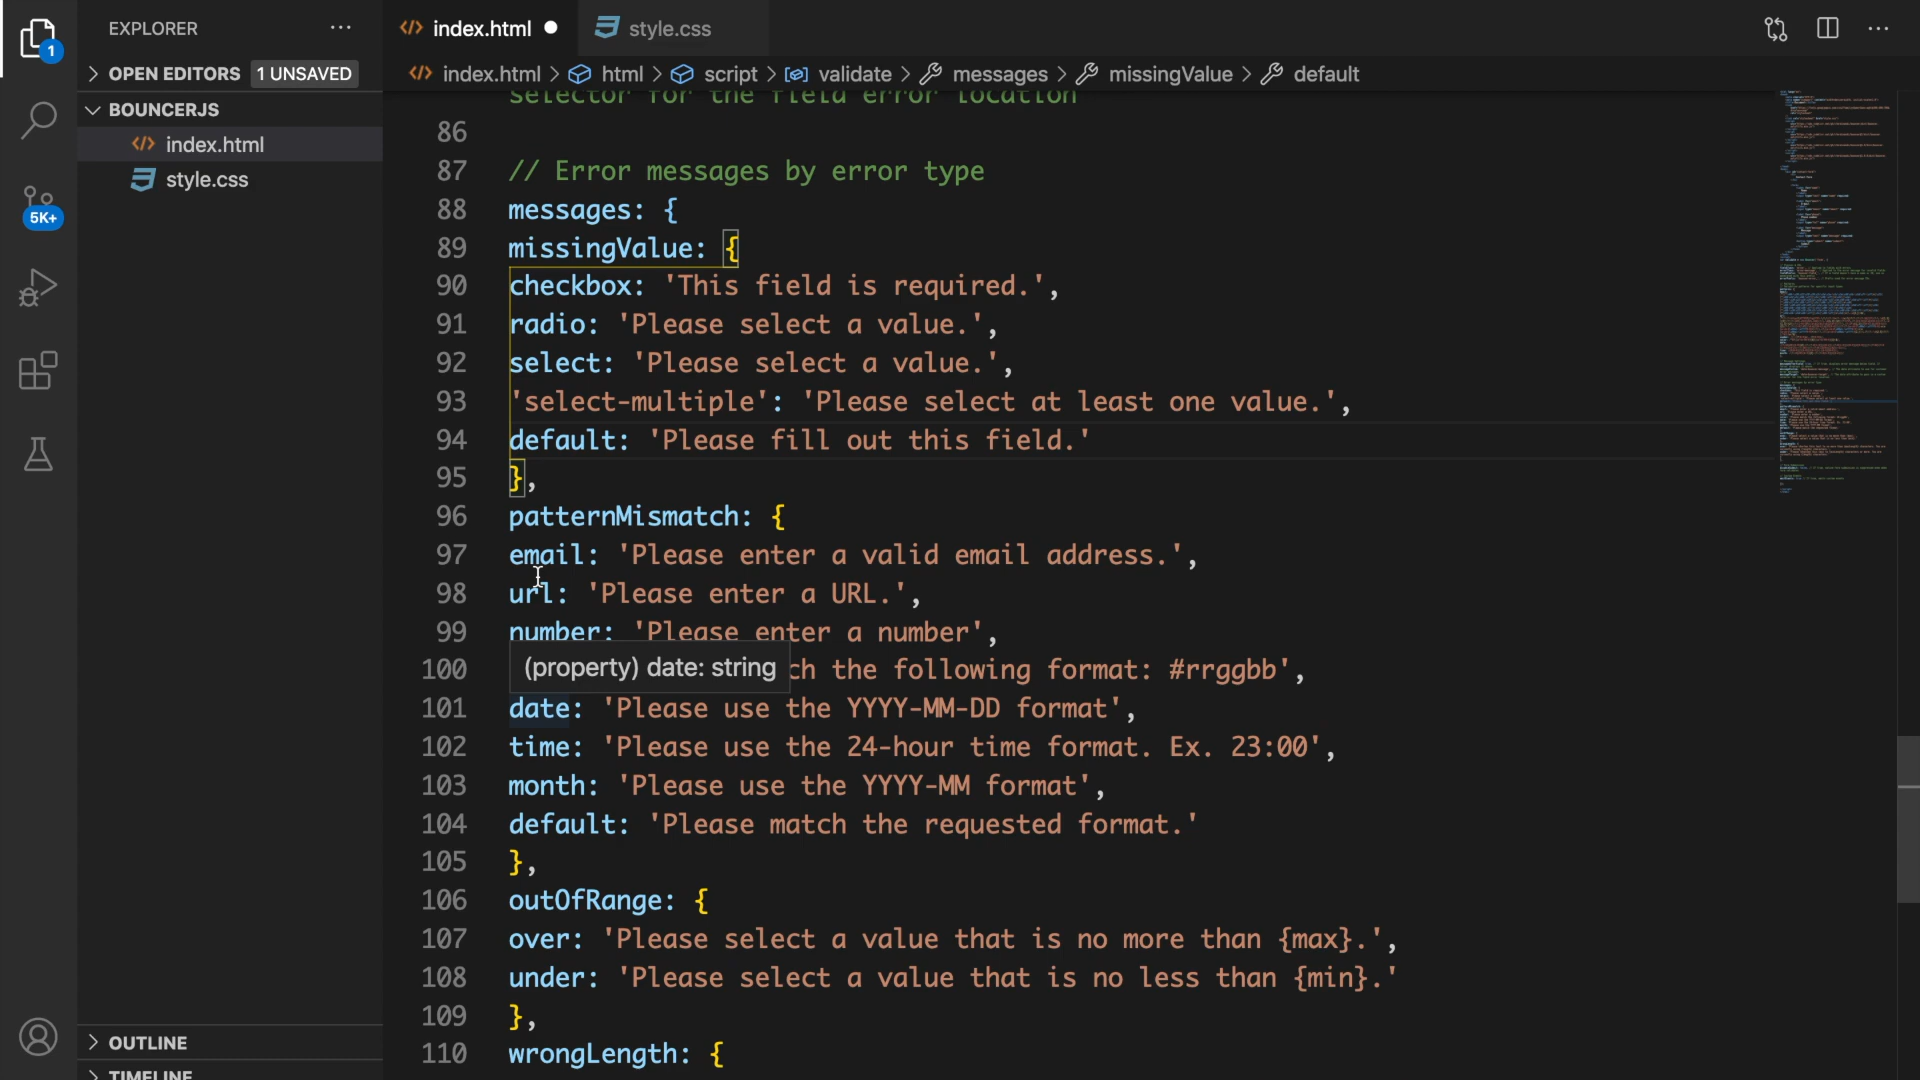 EXPLORER
···
index.html
style.css
···
1
OPEN EDITORS 1 UNSAVED
index.html > html > script > validate > messages > missingValue > default
BOUNCERJS
index.html
style.css
5K+
selector for the field error location
86
87 // Error messages by error type
88 messages: {
89 missingValue: {
90 checkbox: 'This field is required.',
91 radio: 'Please select a value.',
92 select: 'Please select a value.',
93 'select-multiple': 'Please select at least one value.',
94 default: 'Please fill out this field.'
95 },
96 patternMismatch: {
97 email: 'Please enter a valid email address.',
98 url: 'Please enter a URL.',
99 number: 'Please enter a number',
(property) date: string
100 ch the following format: #rrggbb',
101 date: 'Please use the YYYY-MM-DD format',
102 time: 'Please use the 24-hour time format. Ex. 23:00',
103 month: 'Please use the YYYY-MM format',
104 default: 'Please match the requested format.'
105 },
106 outOfRange: {
107 over: 'Please select a value that is no more than {max}.',
108 under: 'Please select a value that is no less than {min}.'
109 },
110 wrongLength: {
OUTLINE
TIMELINE